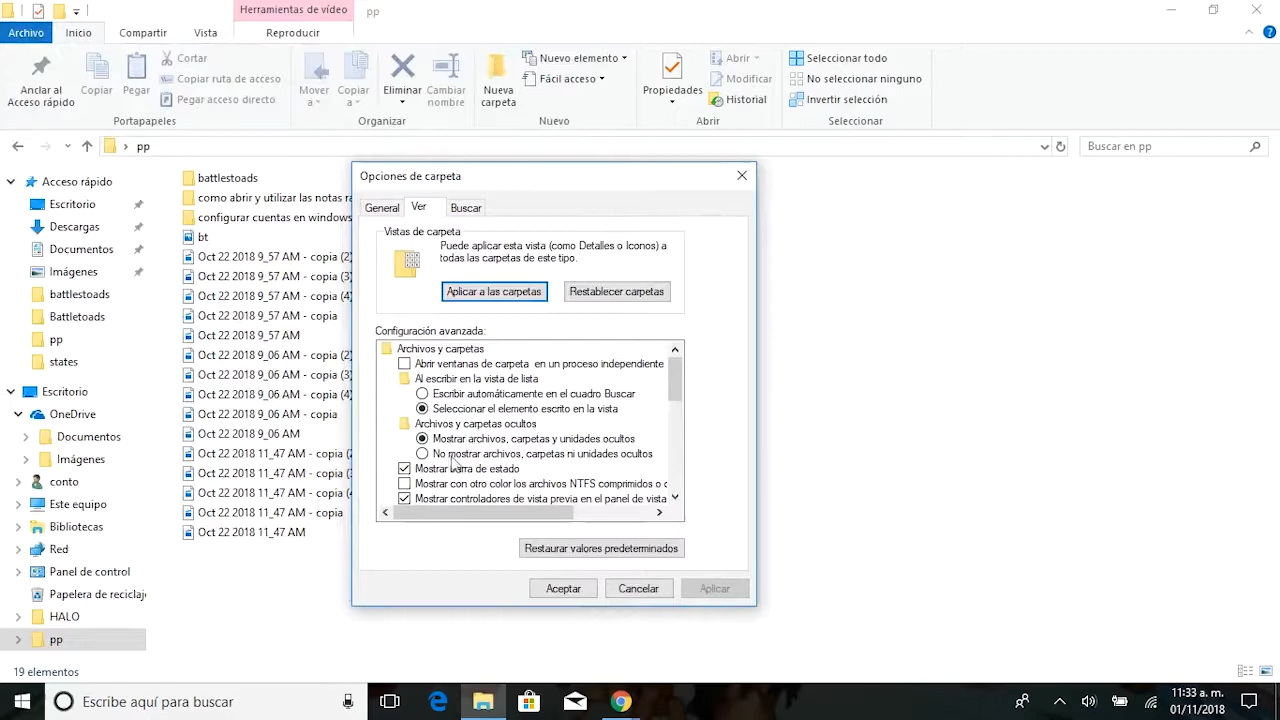 Herramientas de vídeo
pp
Archivo
Inicio
Compartir
Vista
Reproducir
Anclar al
Acceso rápido
Copiar
Pegar
Cortar
Copiar ruta de acceso
Pegar acceso directo
Portapapeles
Mover
a
Copiar
a
Eliminar
Cambiar
nombre
Organizar
Nueva
carpeta
Nuevo elemento
Fácil acceso
Nuevo
Propiedades
Abrir
Modificar
Historial
Abrir
Seleccionar todo
No seleccionar ninguno
Invertir selección
Seleccionar
pp
Buscar en pp
Acceso rápido
Escritorio
Descargas
Documentos
Imágenes
battlestoads
Battletoads
pp
states
Escritorio
OneDrive
Documentos
Imágenes
conto
Este equipo
Bibliotecas
Red
Panel de control
Papelera de reciclaj
HALO
pp
battlestoads
como abrir y utilizar las notas ra
configurar cuentas en windows
bt
Oct 22 2018 9_57 AM - copia (2)
Oct 22 2018 9_57 AM - copia (3)
Oct 22 2018 9_57 AM - copia (4)
Oct 22 2018 9_57 AM - copia
Oct 22 2018 9_57 AM
Oct 22 2018 9_06 AM - copia (2)
Oct 22 2018 9_06 AM - copia (3)
Oct 22 2018 9_06 AM - copia (4)
Oct 22 2018 9_06 AM - copia
Oct 22 2018 9_06 AM
Oct 22 2018 11_47 AM - copia (2
Oct 22 2018 11_47 AM - copia (3
Oct 22 2018 11_47 AM - copia (4
Oct 22 2018 11_47 AM - copia
Oct 22 2018 11_47 AM
Opciones de carpeta
General
Ver
Buscar
Vistas de carpeta
Puede aplicar esta vista (como Detalles o Iconos) a
todas las carpetas de este tipo.
Aplicar a las carpetas
Restablecer carpetas
Configuración avanzada:
Archivos y carpetas
Abrir ventanas de carpeta en un proceso independiente
Al escribir en la vista de lista
Escribir automáticamente en el cuadro Buscar
Seleccionar el elemento escrito en la vista
Archivos y carpetas ocultos
Mostrar archivos, carpetas y unidades ocultos
No mostrar archivos, carpetas ni unidades ocultos
Mostrar barra de estado
Mostrar con otro color los archivos NTFS comprimidos o c
Mostrar controladores de vista previa en el panel de vista
Restaurar valores predeterminados
Aceptar
Cancelar
Aplicar
19 elementos
Escribe aquí para buscar
11:33 a. m.
01/11/2018